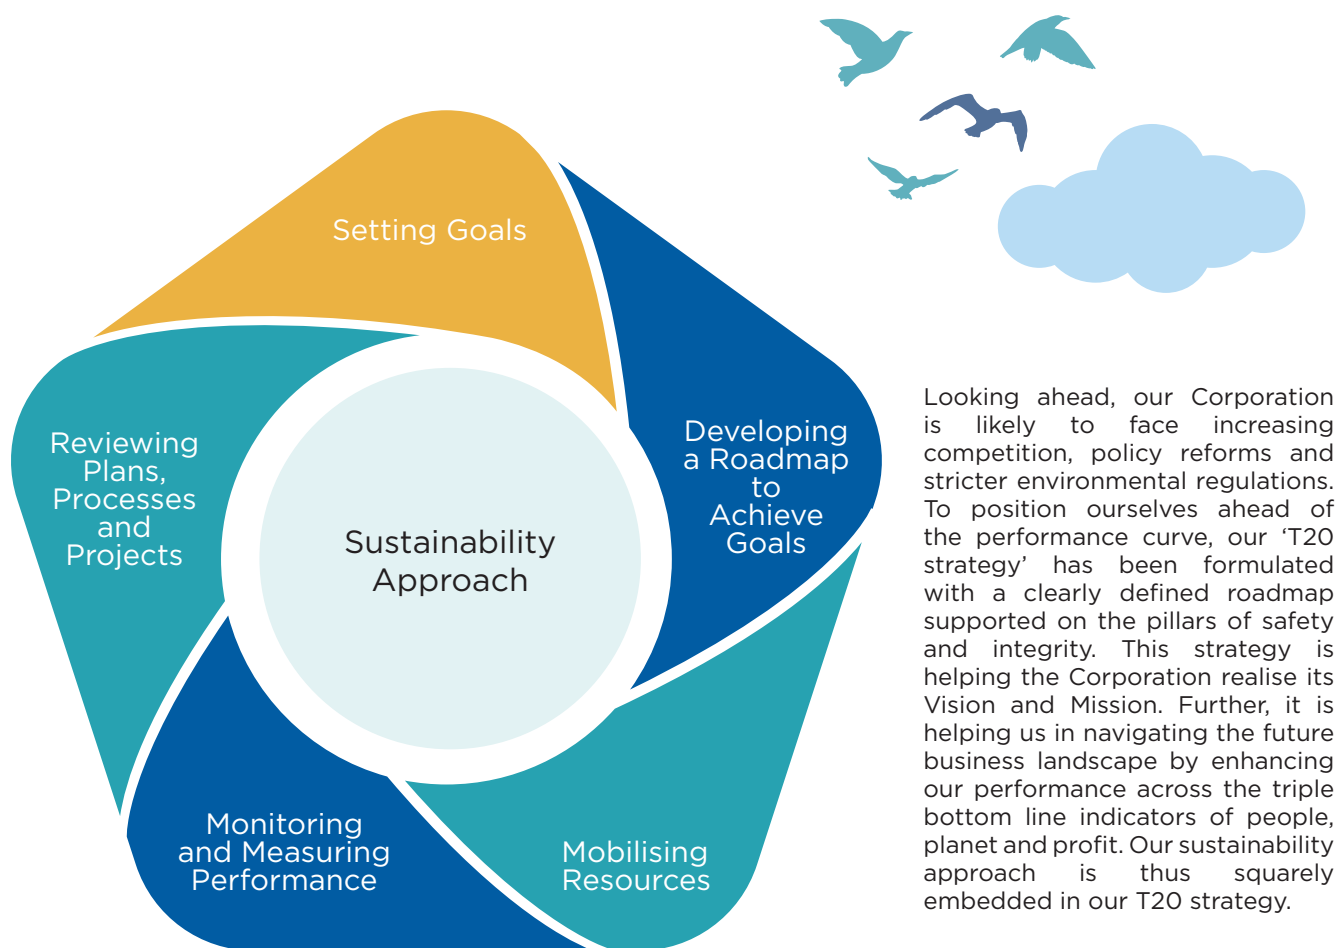 Setting Goals
Developing
a Roadmap
to
Achieve
Goals
Mobilising
Resources
Monitoring
and Measuring
Performance
Reviewing
Plans,
Processes
and
Projects
Sustainability
Approach
Looking ahead, our Corporation
is likely to face increasing
competition, policy reforms and
stricter environmental regulations.
To position ourselves ahead of
the performance curve, our ‘T20
strategy’ has been formulated
with a clearly defined roadmap
supported on the pillars of safety
and integrity. This strategy is
helping the Corporation realise its
Vision and Mission. Further, it is
helping us in navigating the future
business landscape by enhancing
our performance across the triple
bottom line indicators of people,
planet and profit. Our sustainability
approach is thus squarely
embedded in our T20 strategy.